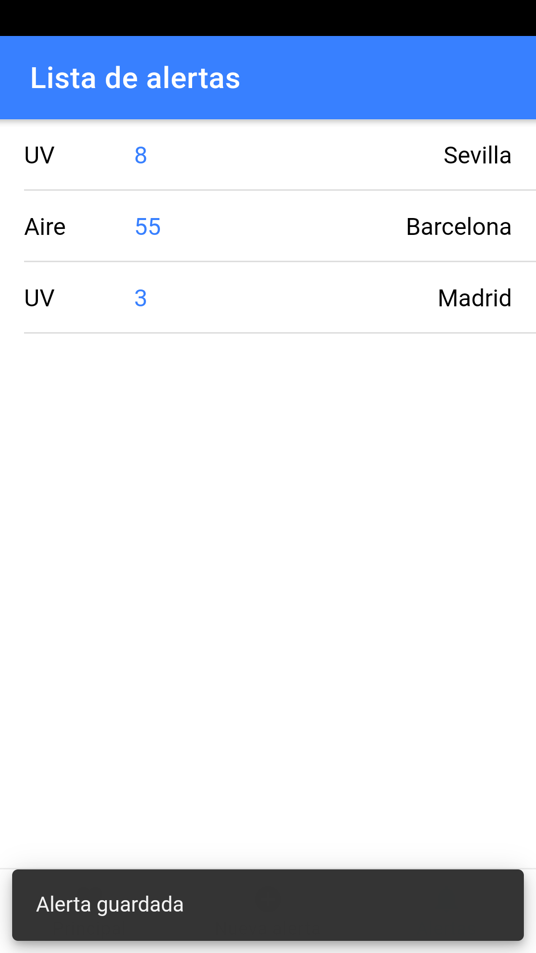 Lista de alertas
UV 8 Sevilla
Aire 55 Barcelona
UV 3 Madrid
Alerta guardada